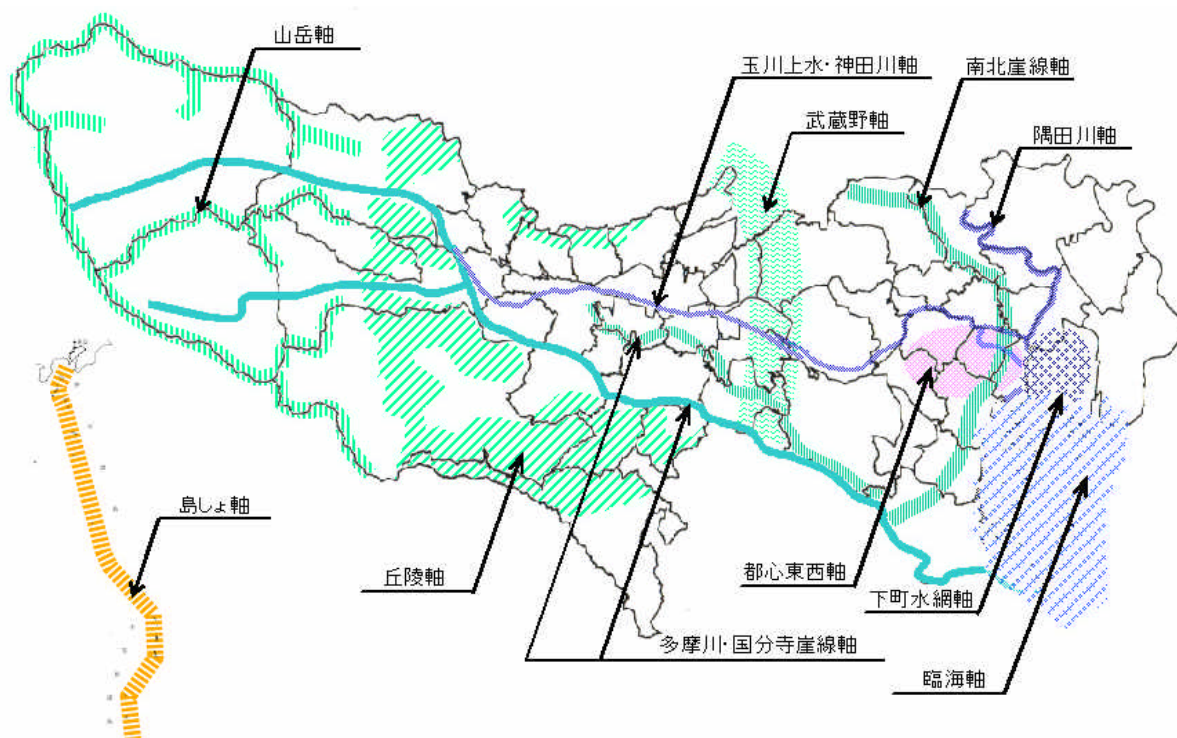 山岳軸
玉川上水・神田川軸
南北崖線軸
武蔵野軸
隅田川軸
島しょ軸
丘陵軸
都心東西軸
下町水網軸
多摩川・国分寺崖線軸
臨海軸